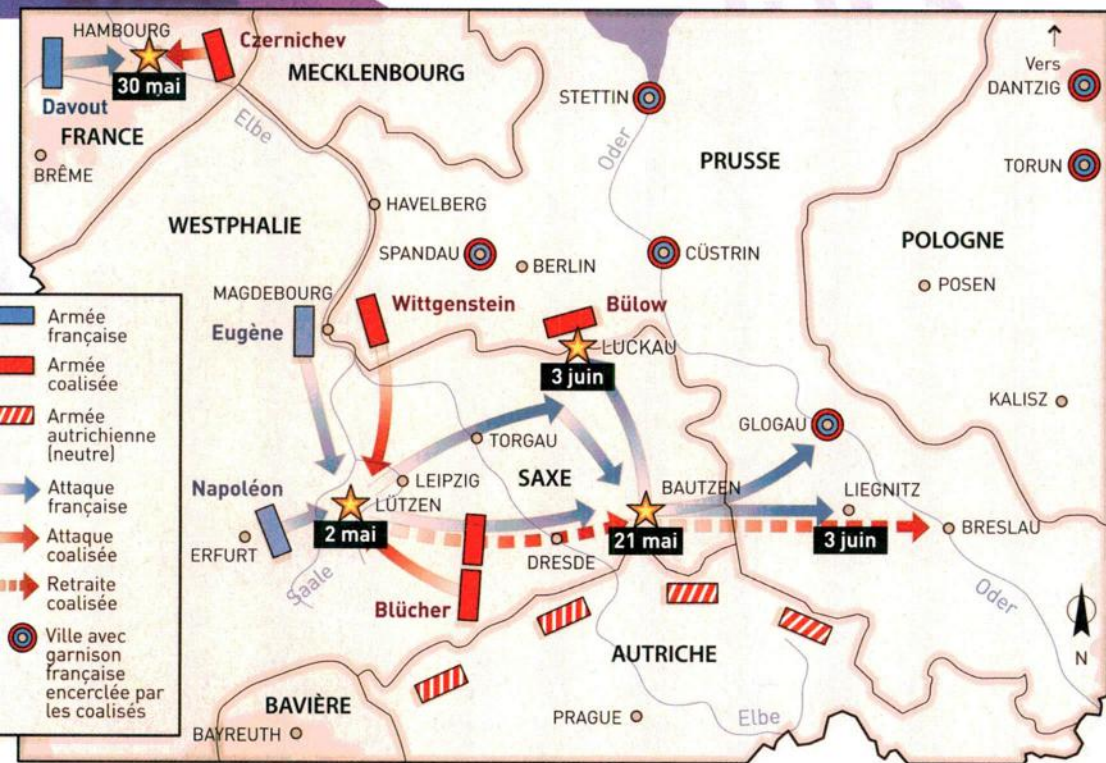 HAMBOURG
Czernichev
30 mai
Davout
FRANCE
BRÊME
Elbe
MECKLENBOURG
STETTIN
Oder
PRUSSE
↑
Vers
DANTZIG
TORUN
WESTPHALIE
HAVELBERG
SPANDAU
BERLIN
CÜSTRIN
POLOGNE
POSEN
MAGDEBOURG
Eugène
Wittgenstein
Bülow
LUCKAU
3 juin
KALISZ
GLOGAU
TORGAU
Napoléon
LEIPZIG
LÜTZEN
2 mai
SAXE
BAUTZEN
21 mai
LIEGNITZ
3 juin
BRESLAU
ERFURT
Saale
DRESDE
Blücher
Oder
AUTRICHE
N
BAVIÈRE
BAYREUTH
PRAGUE
Elbe
Armée
française
Armée
coalisée
Armée
autrichienne
(neutre)
Attaque
française
Attaque
coalisée
Retraite
coalisée
Ville avec
garnison
française
encerclée par
les coalisés